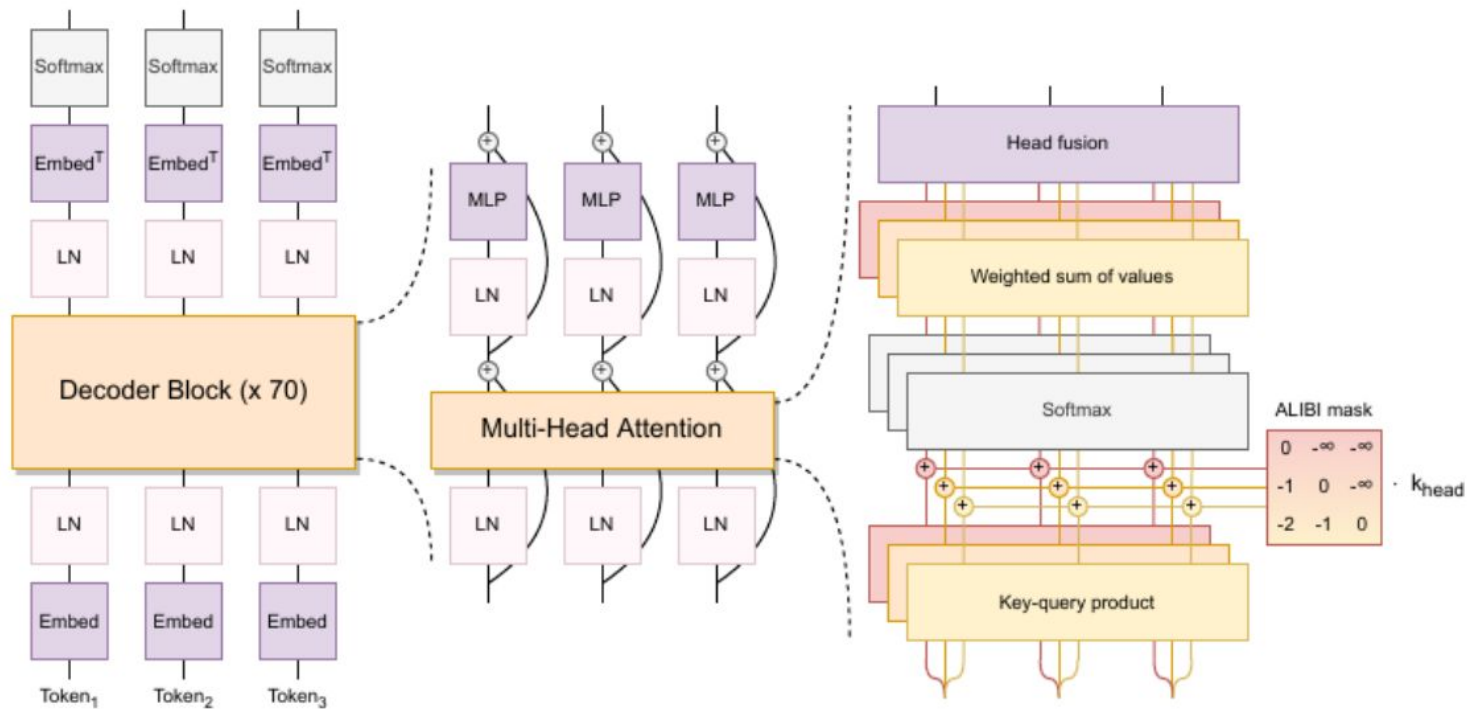 Softmax Softmax Softmax
Embed^T Embed^T Embed^T
LN LN LN
Decoder Block (x 70)
LN LN LN
Embed Embed Embed
Token₁ Token₂ Token₃
+ + +
MLP MLP MLP
LN LN LN
+ + +
Multi-Head Attention
LN LN LN
Head fusion
Weighted sum of values
Softmax
+ + +
+ + +
+ + +
Key-query product
ALIBI mask
0 -∞ -∞
-1 0 -∞ · k_head
-2 -1 0